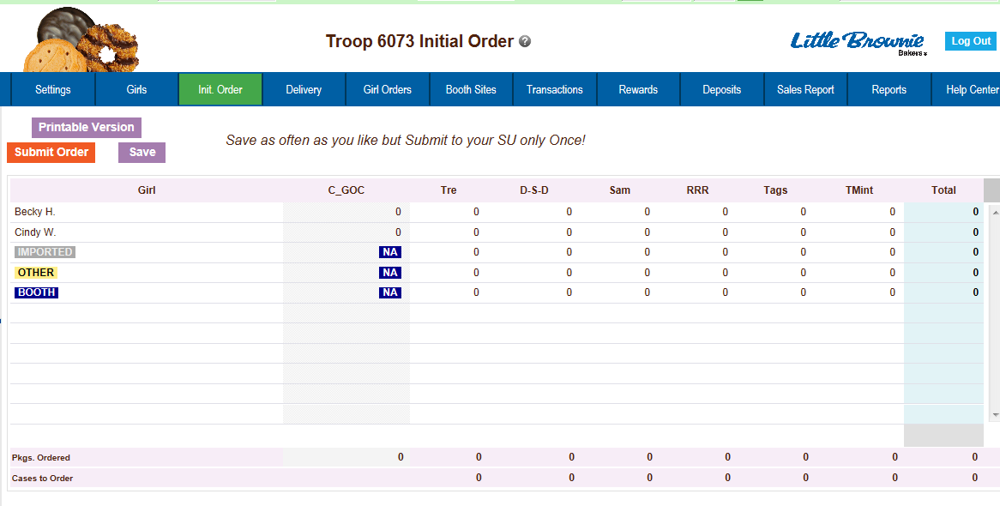 Troop 6073 Initial Order ?
Little Brownie
Bakers
Log Out
Settings Girls Init. Order Delivery Girl Orders Booth Sites Transactions Rewards Deposits Sales Report Reports Help Center
Printable Version
Save as often as you like but Submit to your SU only Once!
Submit Order Save
Girl C_GOC Tre D-S-D Sam RRR Tags TMint Total
Becky H. 0 0 0 0 0 0 0 0
Cindy W. 0 0 0 0 0 0 0 0
IMPORTED NA 0 0 0 0 0 0 0
OTHER NA 0 0 0 0 0 0 0
BOOTH NA 0 0 0 0 0 0 0
Pkgs. Ordered 0 0 0 0 0 0 0 0
Cases to Order 0 0 0 0 0 0 0